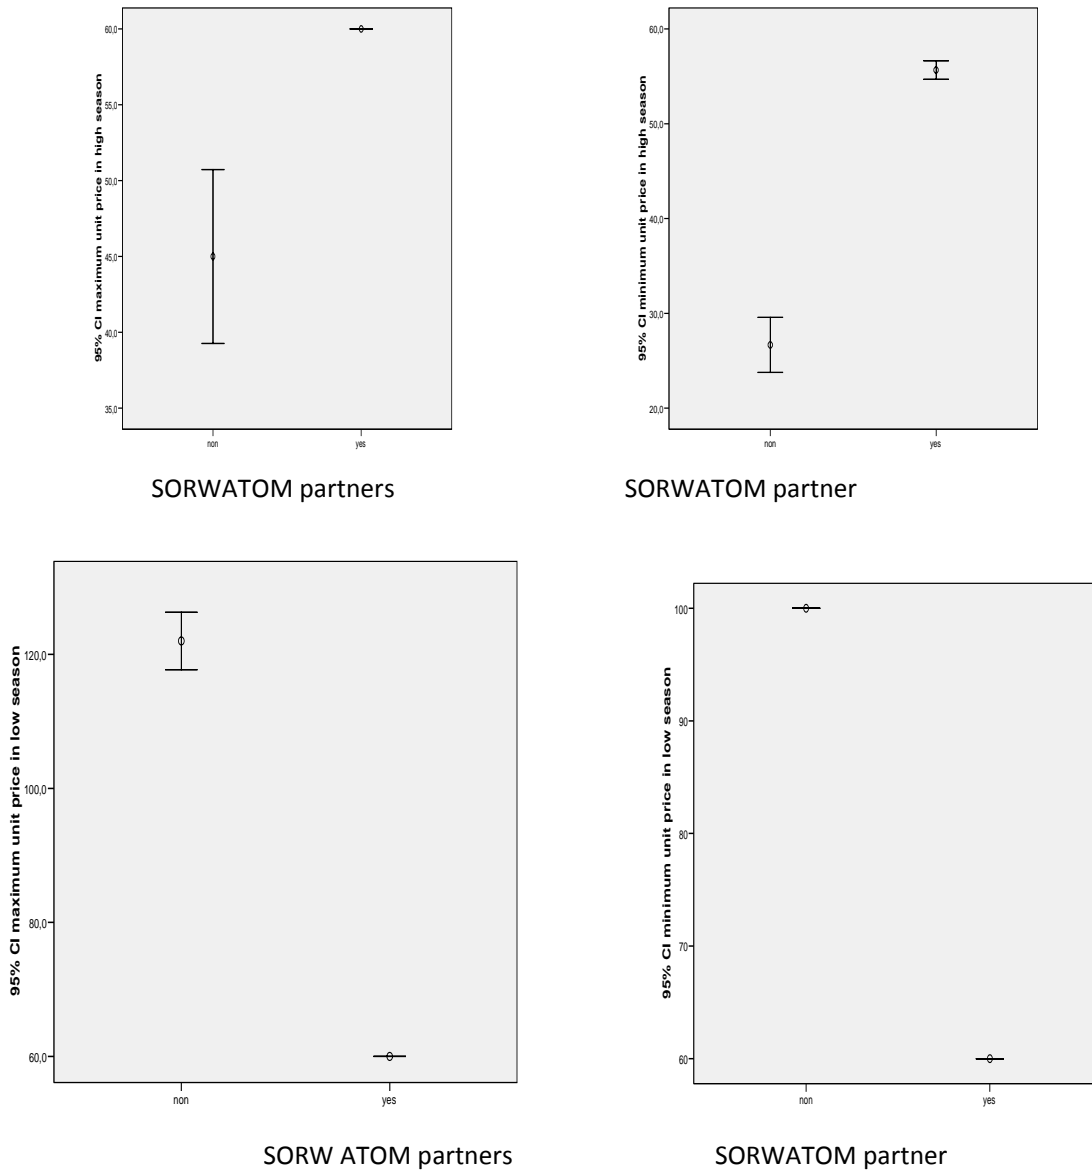 95% CI maximum unit price in high season
60,0
55,0
50,0
45,0
40,0
35,0
non yes
SORWATOM partners
95% CI minimum unit price in high season
60,0
50,0
40,0
30,0
20,0
non yes
SORWATOM partner
95% CI maximum unit price in low season
120,0
100,0
80,0
60,0
non yes
SORW ATOM partners
95% CI minimum unit price in low season
100
90
80
70
60
non yes
SORWATOM partner